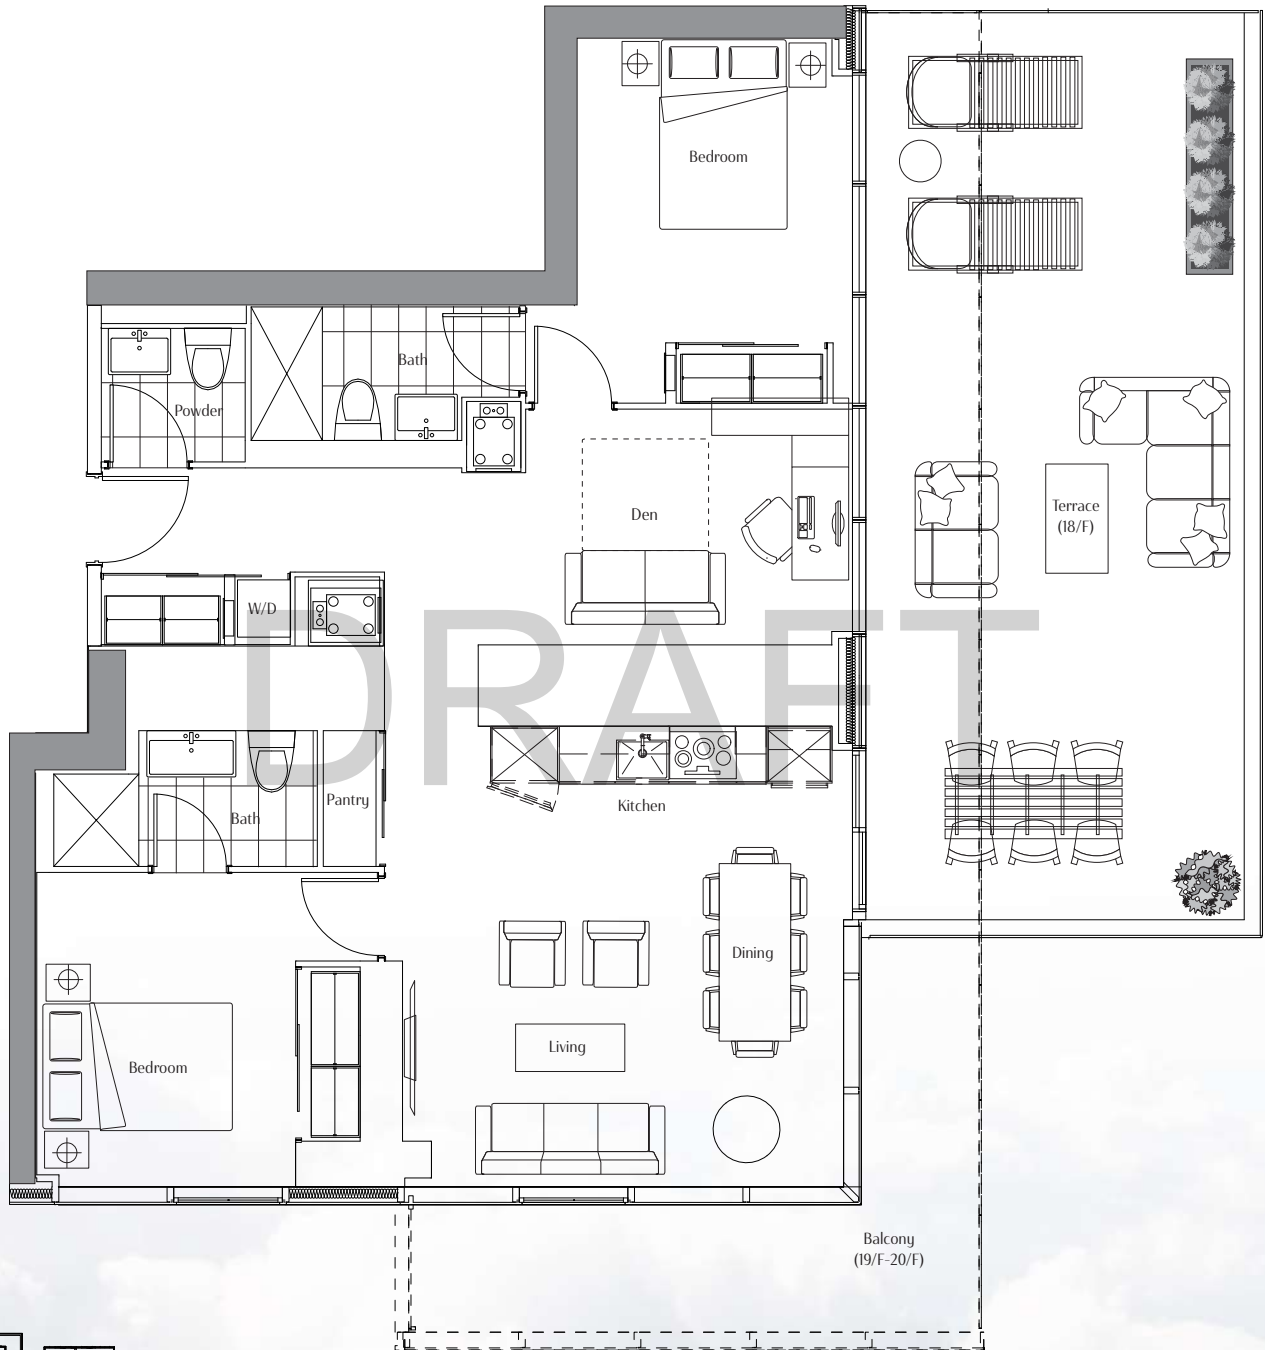 Bedroom
Bath
Powder
Terrace
(18/F)
Den
W/D
DRAFT
Pantry
Kitchen
Bath
Dining
Living
Bedroom
Balcony
(19/F-20/F)